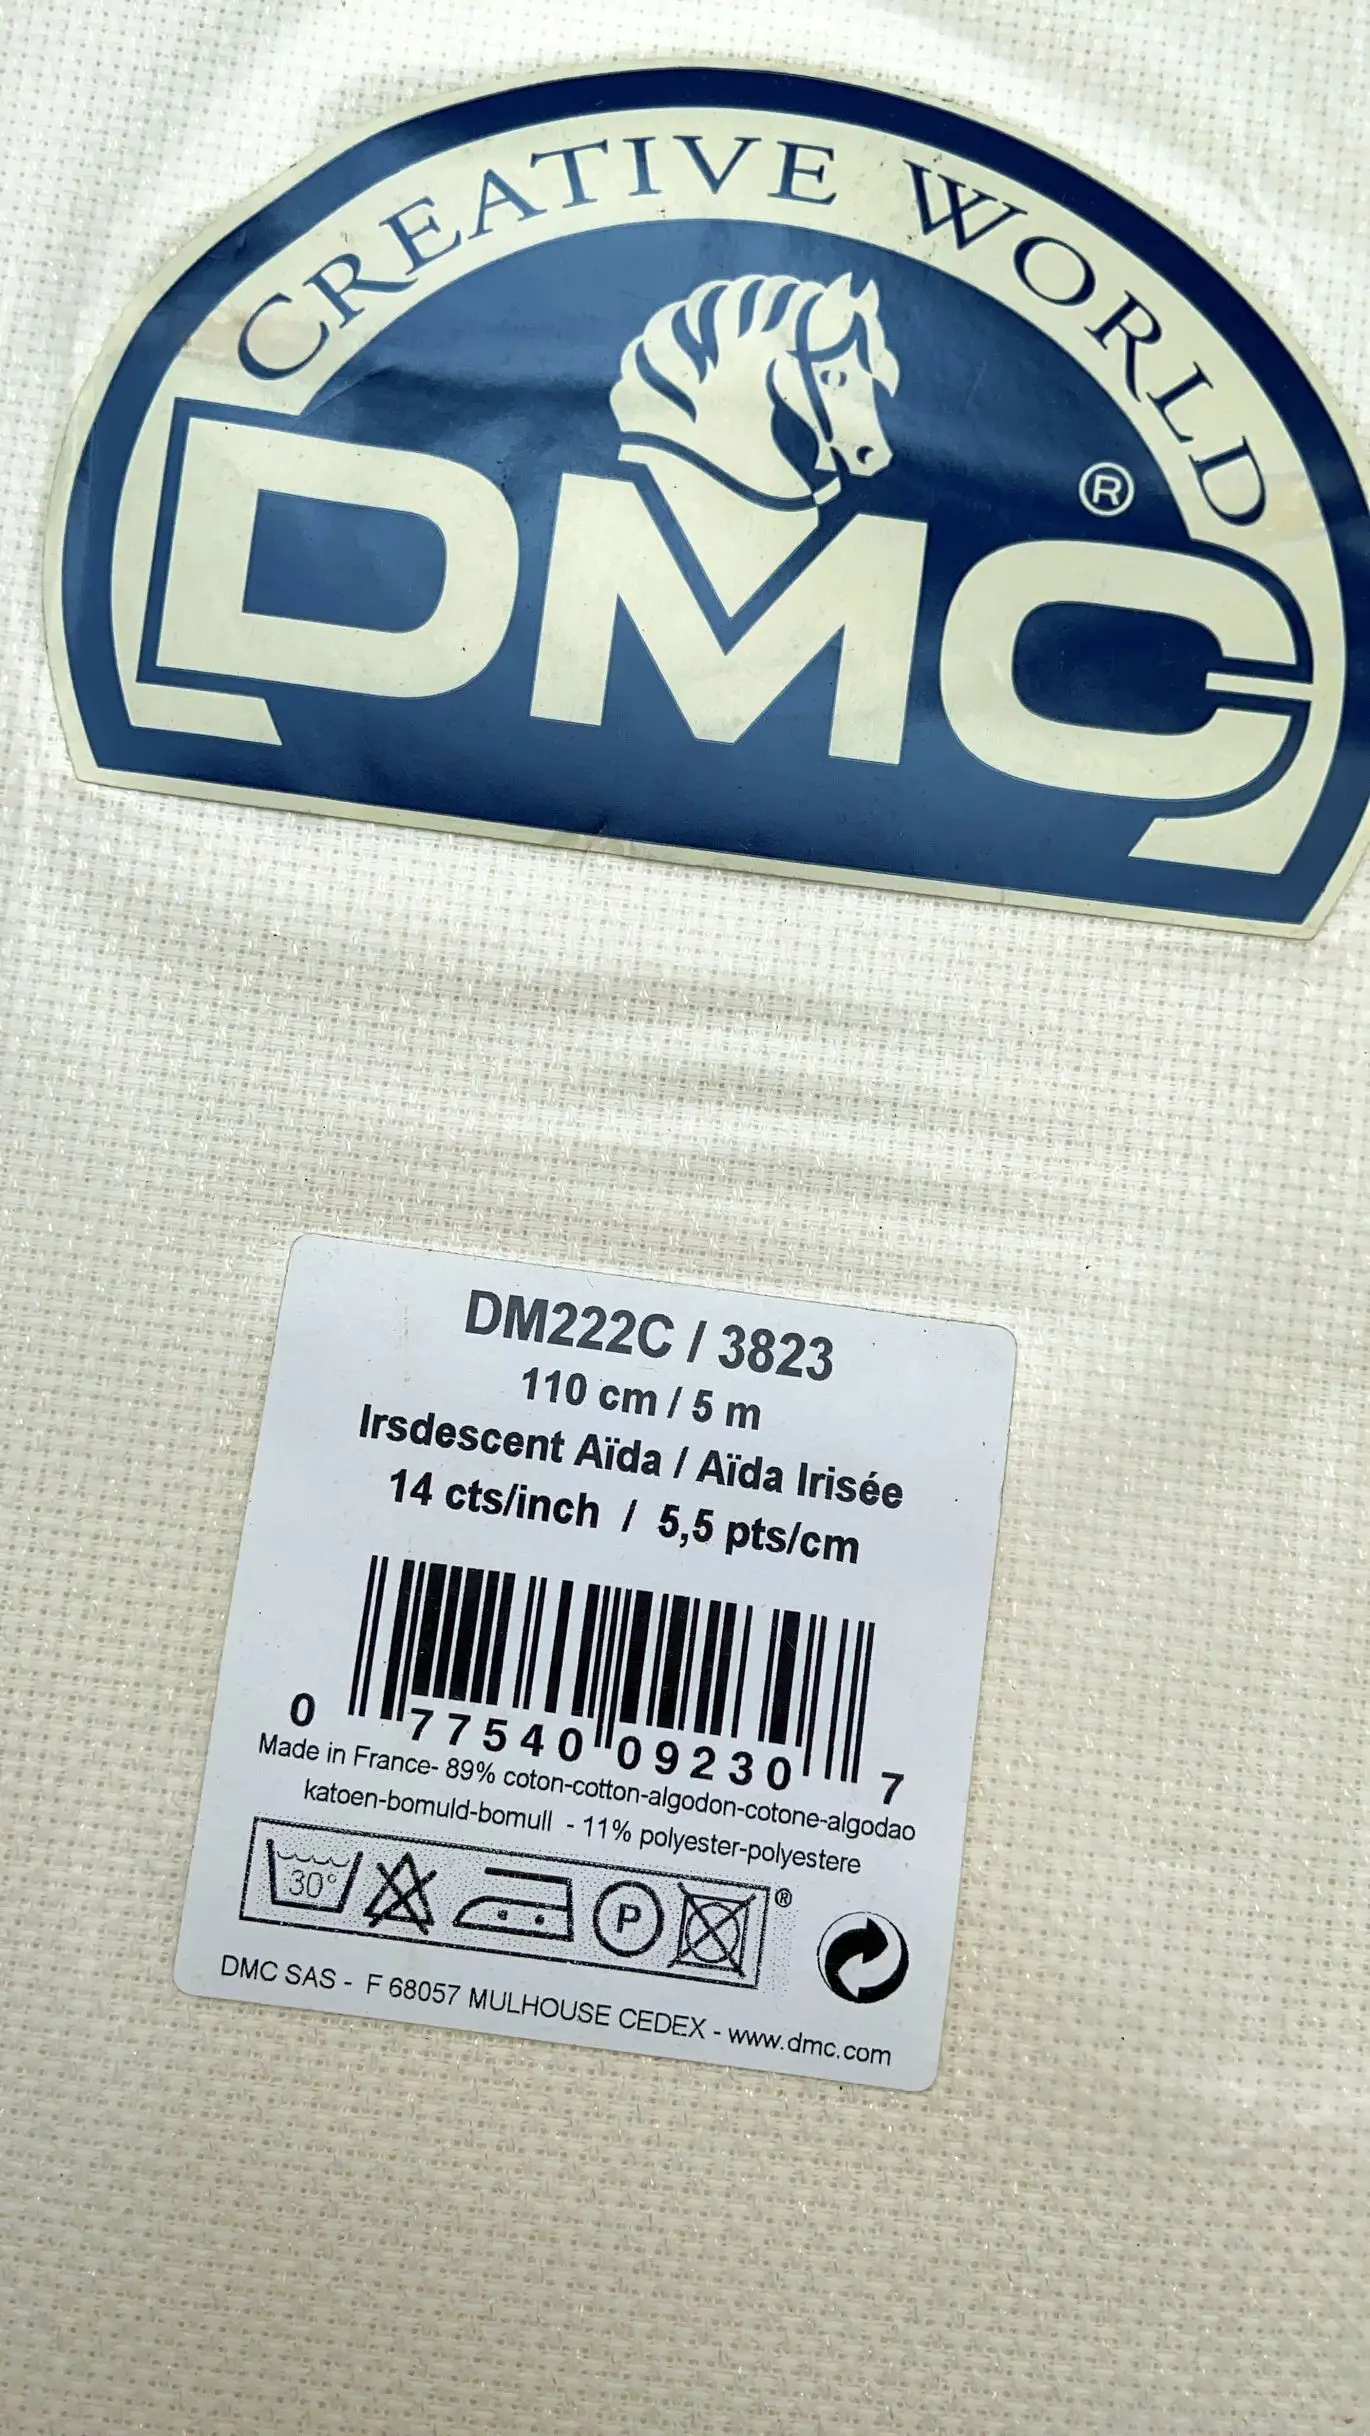 CREATIVE WORLD
DMC®
DM222C / 3823
110 cm / 5 m
Irsdescent Aïda / Aïda Irisée
14 cts/inch / 5,5 pts/cm
0 77540 09230 7
Made in France- 89% coton-cotton-algodon-cotone-algodao
katoen-bomuld-bomull - 11% polyester-polyestere
30° P ®
DMC SAS - F 68057 MULHOUSE CEDEX - www.dmc.com